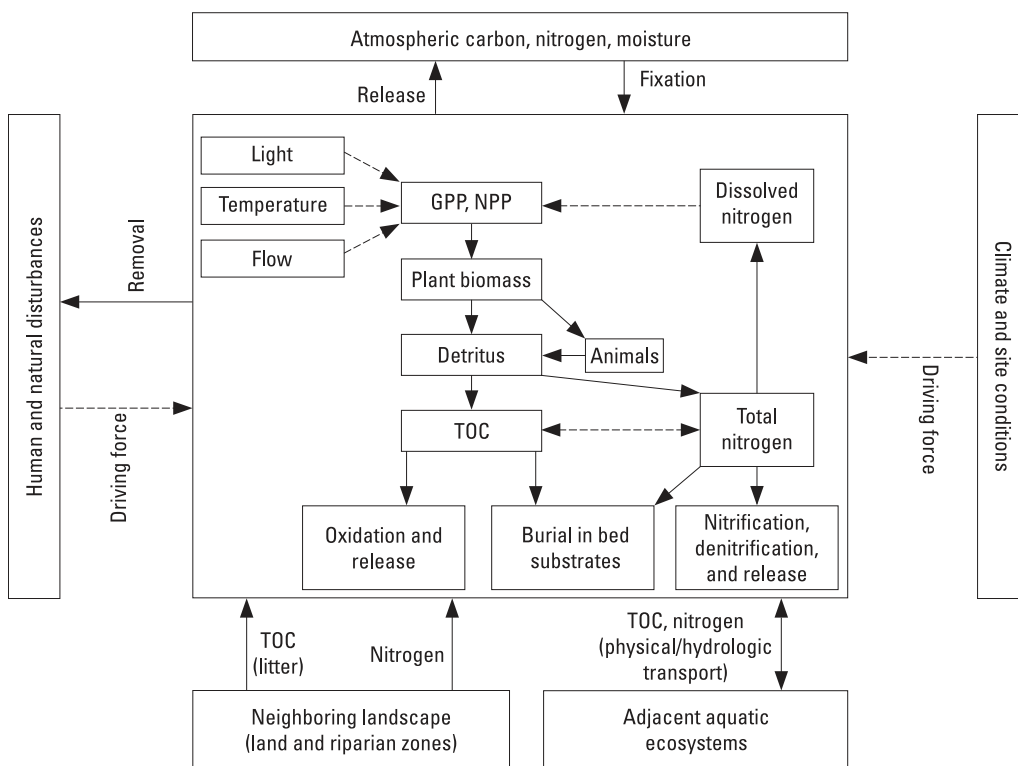 Atmospheric carbon, nitrogen, moisture
Release
Fixation
Human and natural disturbances
Removal
Driving force
Light
Temperature
Flow
GPP, NPP
Dissolved
nitrogen
Plant biomass
Detritus
Animals
TOC
Total
nitrogen
Oxidation and
release
Burial in bed
substrates
Nitrification,
denitrification,
and release
Driving force
Climate and site conditions
TOC
(litter)
Nitrogen
TOC, nitrogen
(physical/hydrologic
transport)
Neighboring landscape
(land and riparian zones)
Adjacent aquatic
ecosystems